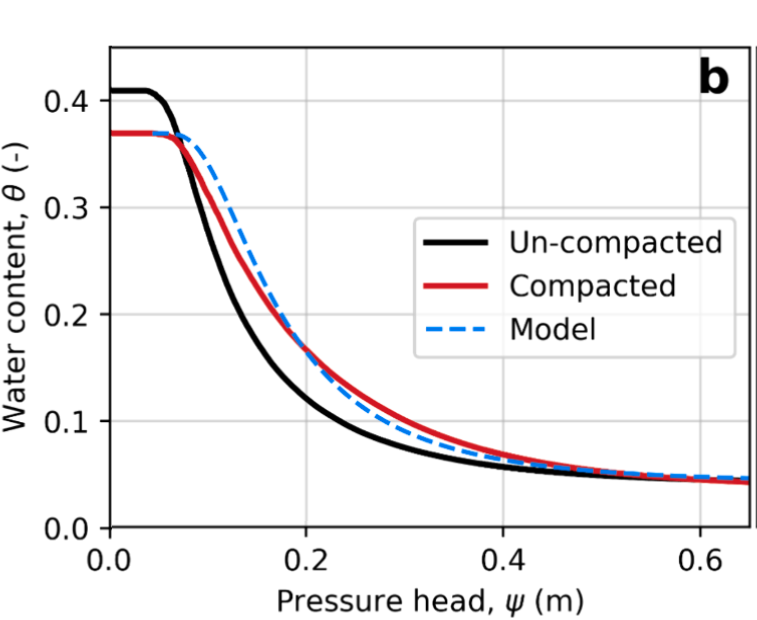 b
0.4
0.3
0.2
0.1
0.0
Water content, θ (-)
Un-compacted
Compacted
Model
0.0 0.2 0.4 0.6
Pressure head, ψ (m)